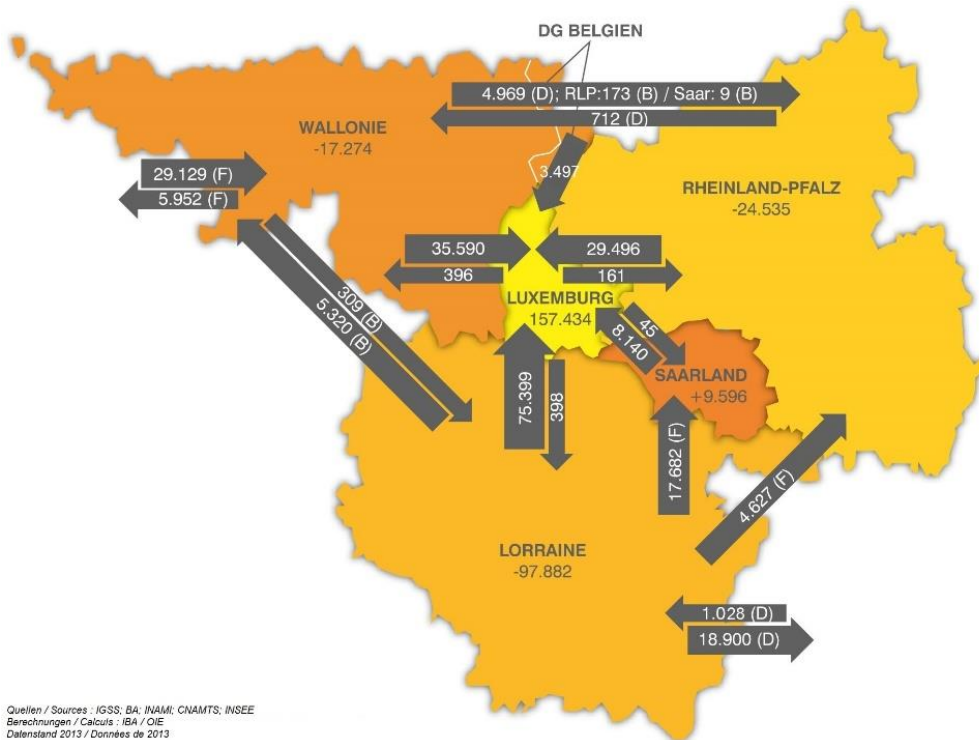 DG BELGIEN
4.969 (D); RLP:173 (B) / Saar: 9 (B)
712 (D)
WALLONIE
-17.274
29.129 (F)
5.952 (F)
3.497
RHEINLAND-PFALZ
-24.535
35.590
29.496
396
161
LUXEMBURG
157.434
309 (B)
5.320 (B)
45
8.140
SAARLAND
+9.596
75.399
398
17.682 (F)
4.627 (F)
LORRAINE
-97.882
1.028 (D)
18.900 (D)
Quellen / Sources : IGSS; BA; INAMI; CNAMTS; INSEE
Berechnungen / Calculs : IBA / OIE
Datenstand 2013 / Données de 2013